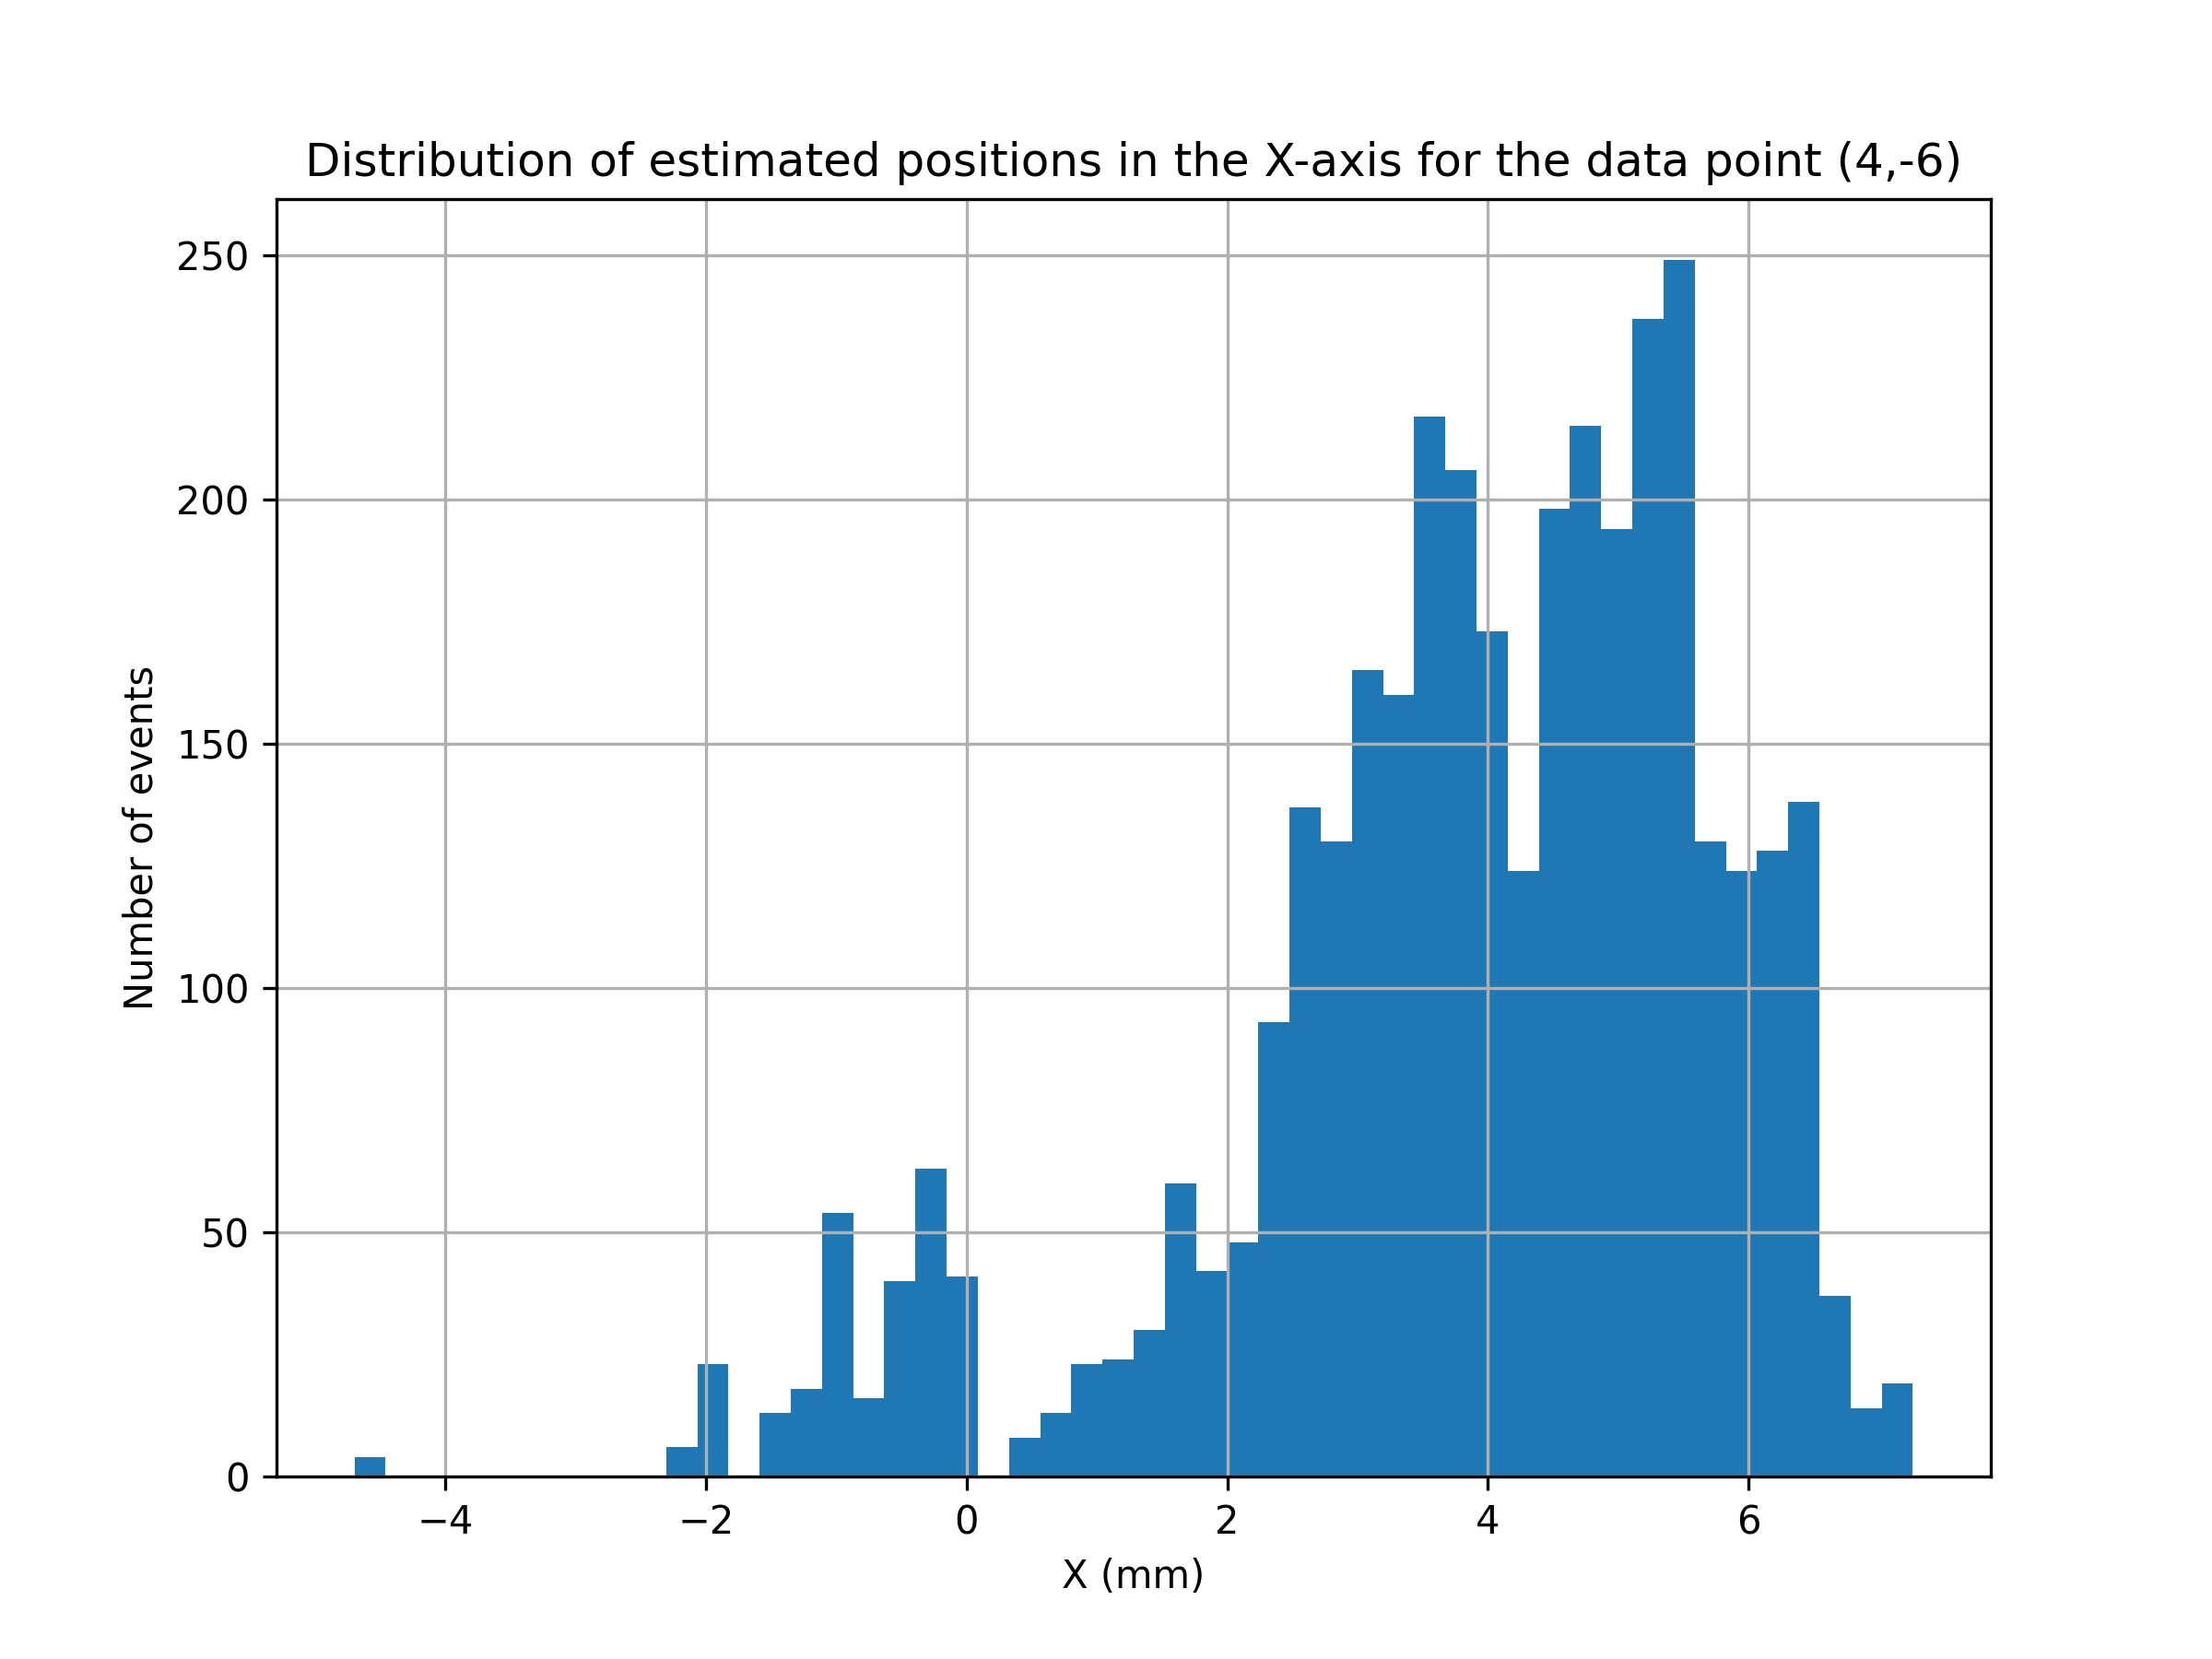 Distribution of estimated positions in the X-axis for the data point (4,-6)
250
200
150
100
50
0
Number of events
−4 −2 0 2 4 6
X (mm)